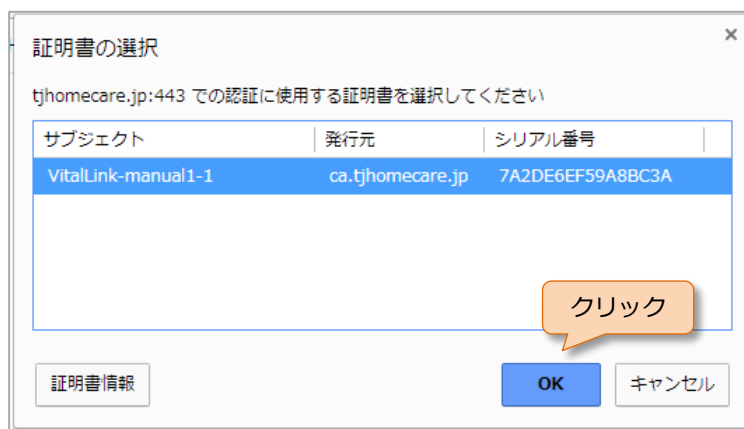 証明書の選択
×
tjhomecare.jp:443 での認証に使用する証明書を選択してください
サブジェクト 発行元 シリアル番号
VitalLink-manual1-1 ca.tjhomecare.jp 7A2DE6EF59A8BC3A
クリック
証明書情報 OK キャンセル